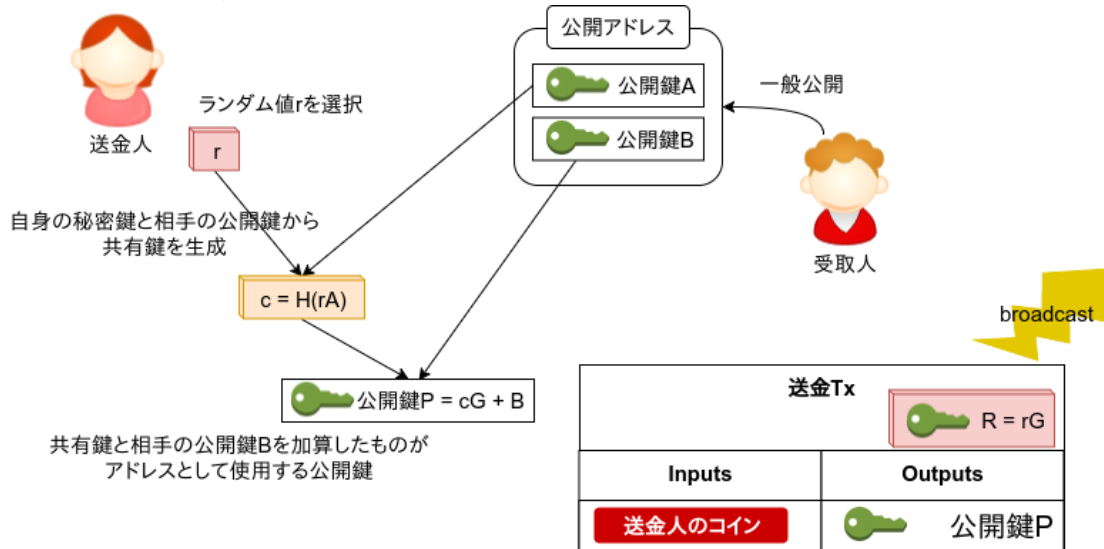 公開アドレス
公開鍵A
公開鍵B
一般公開
送金人
ランダム値rを選択
r
受取人
自身の秘密鍵と相手の公開鍵から
共有鍵を生成
c = H(rA)
broadcast
公開鍵P = cG + B
共有鍵と相手の公開鍵Bを加算したものが
アドレスとして使用する公開鍵
送金Tx
R = rG
Inputs
Outputs
送金人のコイン
公開鍵P